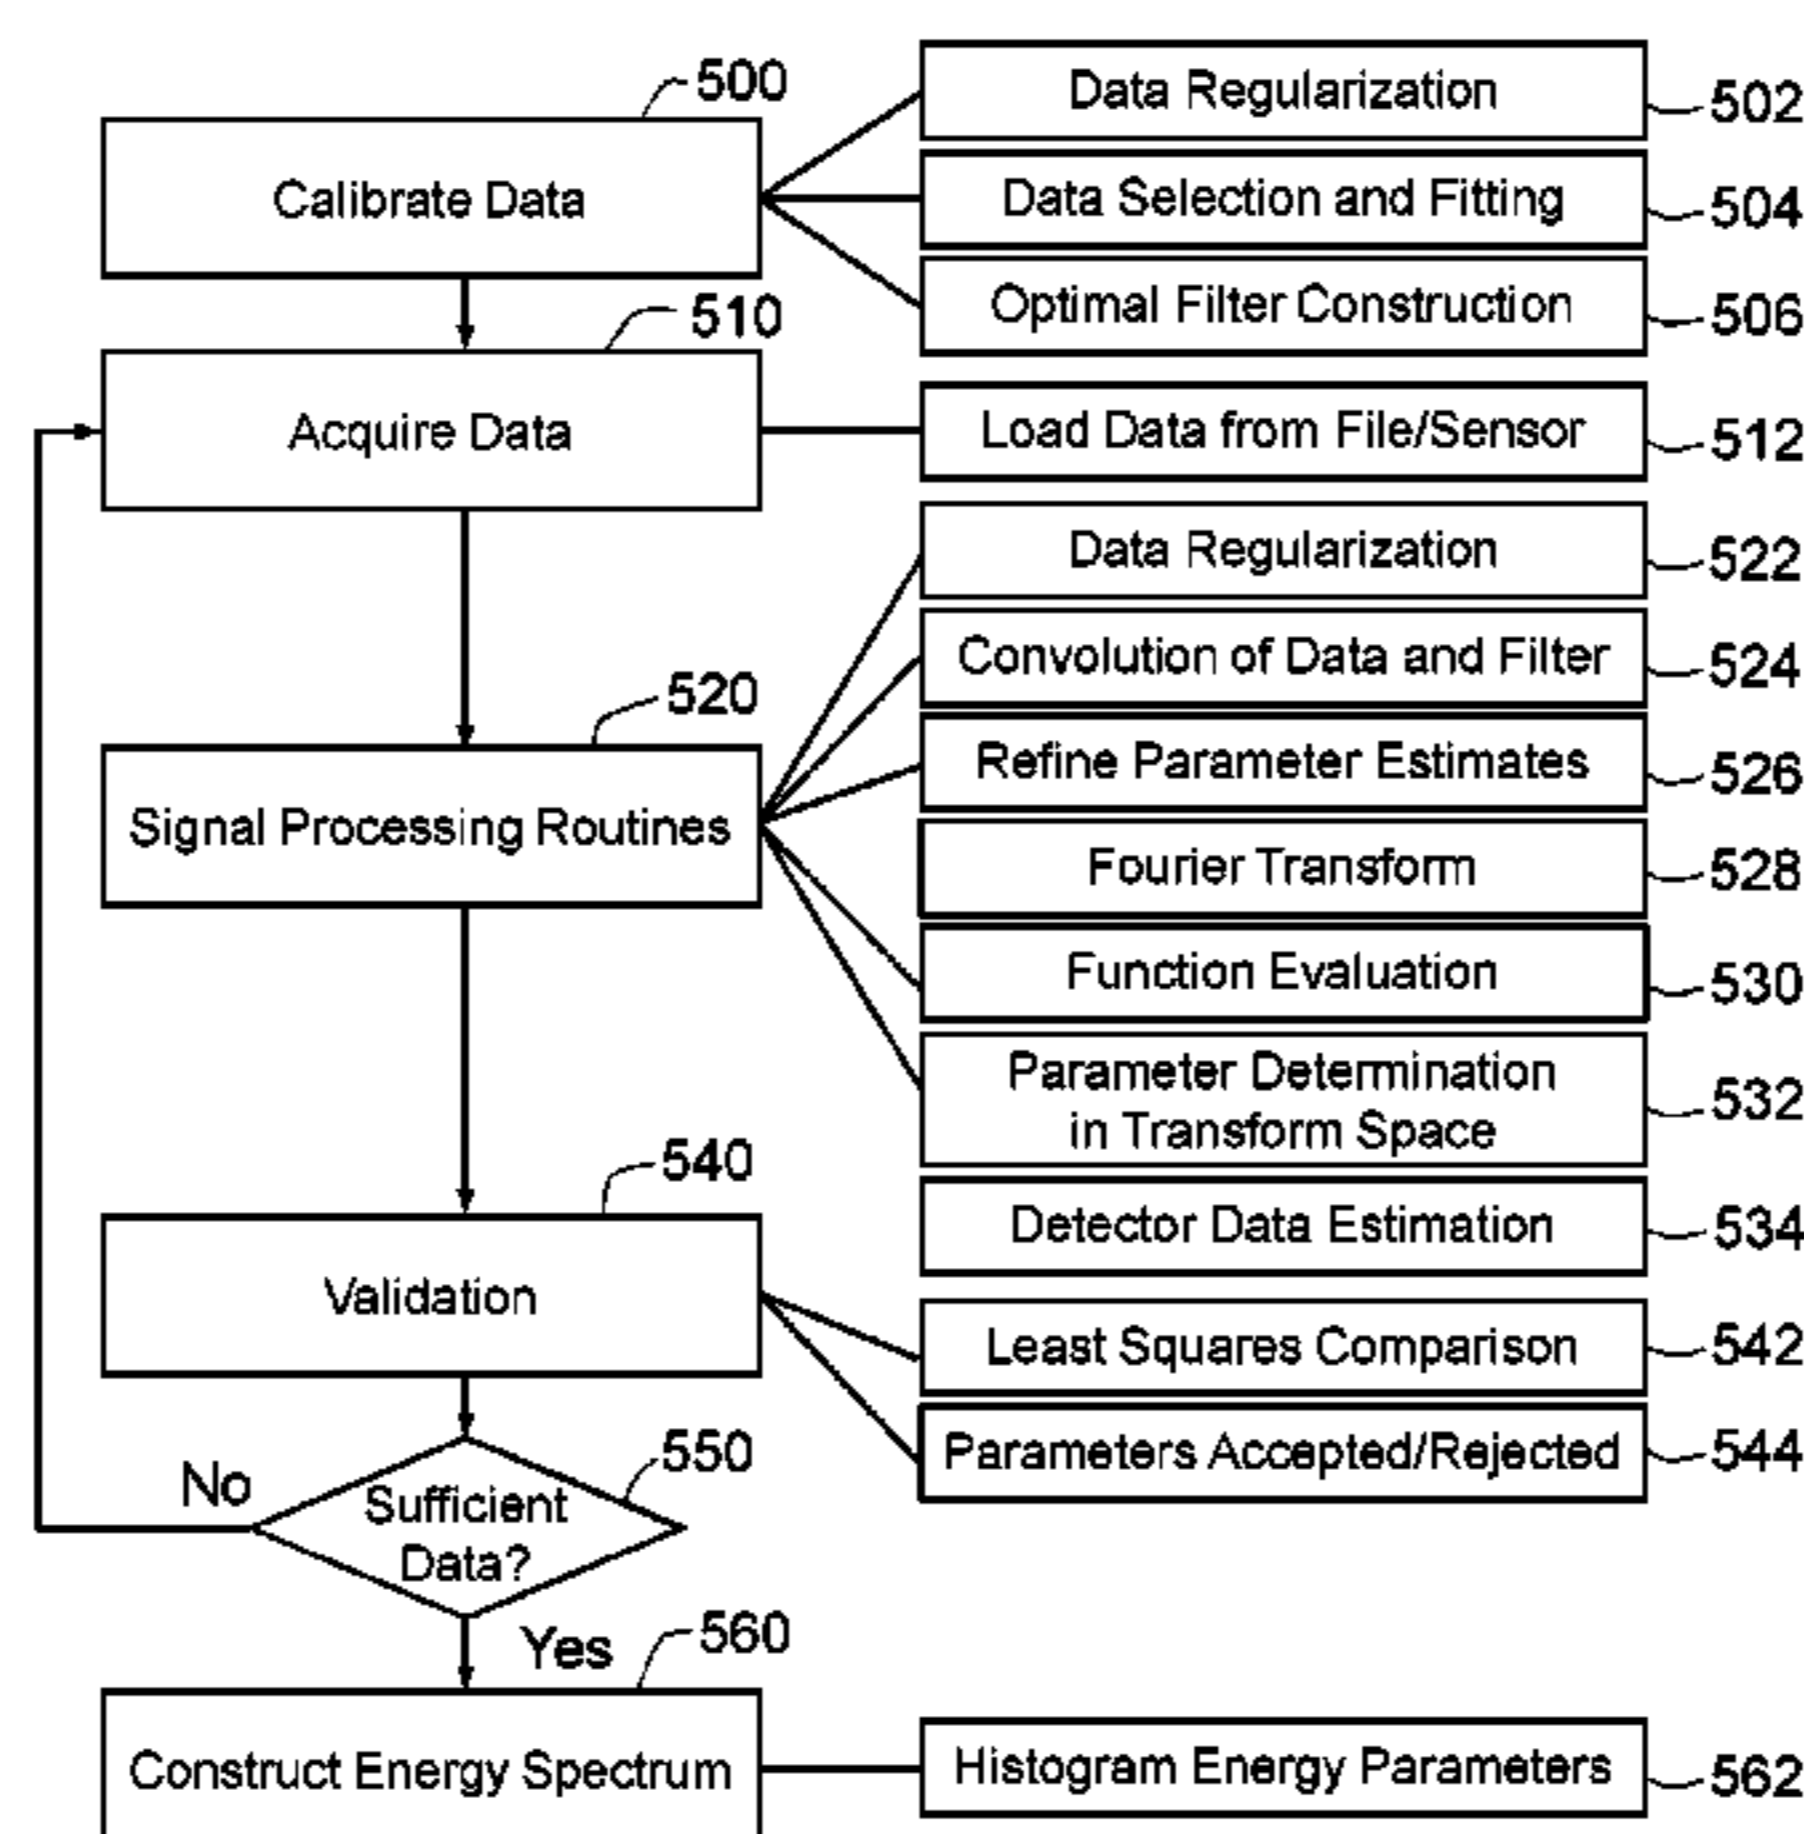 500
Calibrate Data
Data Regularization
502
Data Selection and Fitting
504
Optimal Filter Construction
506
510
Acquire Data
Load Data from File/Sensor
512
520
Signal Processing Routines
Data Regularization
522
Convolution of Data and Filter
524
Refine Parameter Estimates
526
Fourier Transform
528
Function Evaluation
530
Parameter Determination
in Transform Space
532
Detector Data Estimation
534
540
Validation
Least Squares Comparison
542
Parameters Accepted/Rejected
544
550
Sufficient
Data?
No
Yes
560
Construct Energy Spectrum
Histogram Energy Parameters
562